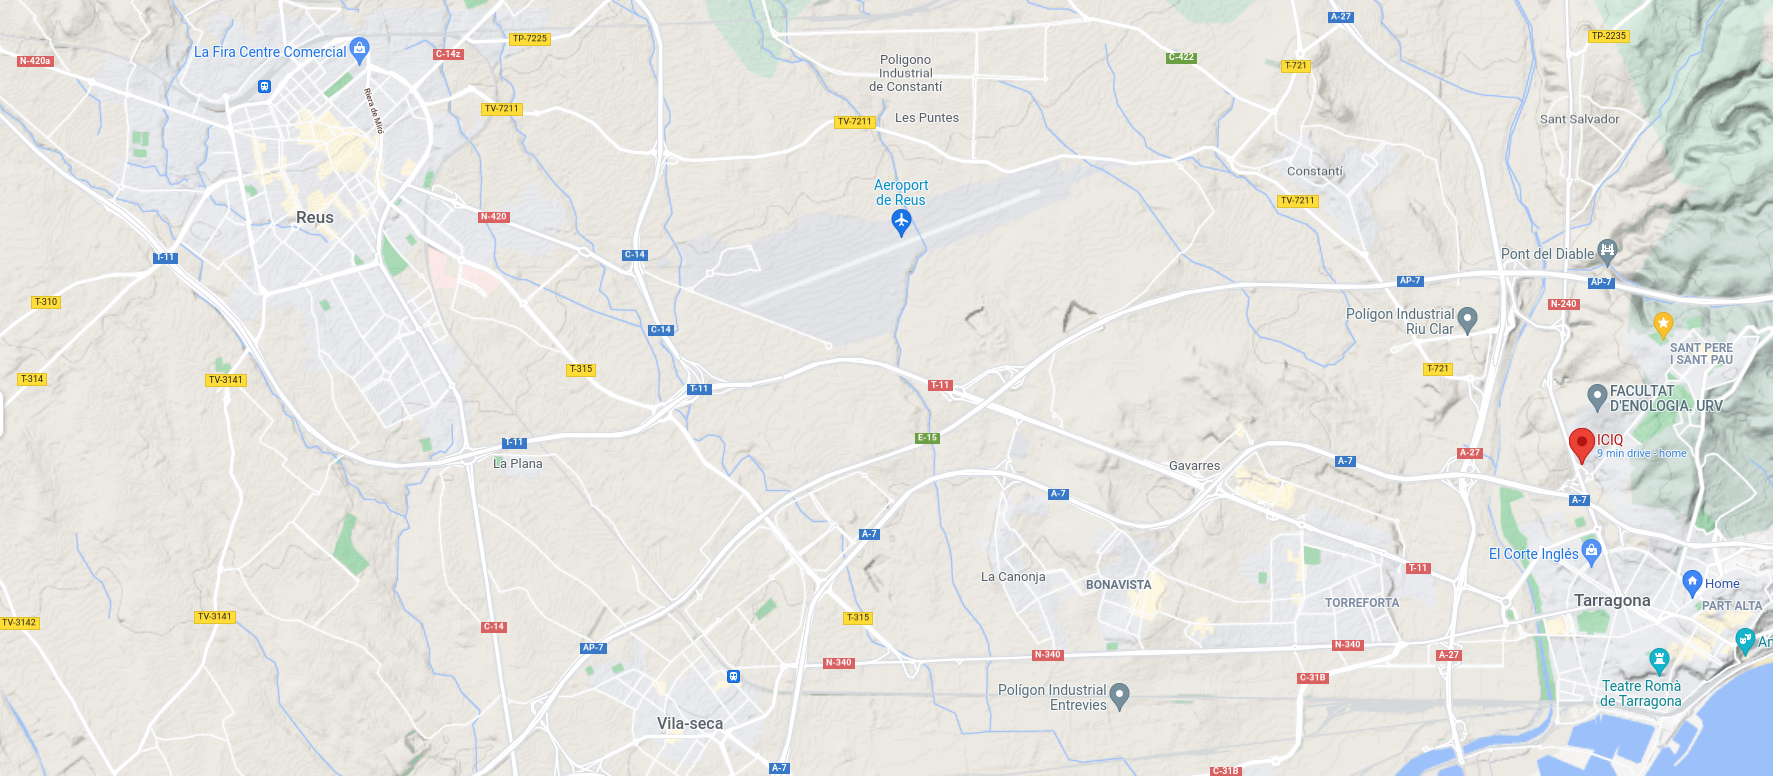 A-27
TP-7225
TP-2235
La Fira Centre Comercial
C-14z
N-420a
C-422
T-721
Poligono
Industrial
de Constantí
Riera de Miró
TV-7211
TV-7211
Les Puntes
Sant Salvador
Constantí
Aeroport
de Reus
TV-7211
Reus
N-420
T-11
C-14
Pont del Diable
AP-7
AP-7
T-310
N-240
Polígon Industrial
Riu Clar
C-14
SANT PERE
I SANT PAU
T-314
TV-3141
T-315
T-721
T-11
T-11
FACULTAT
D'ENOLOGIA. URV
E-15
T-11
ICIQ
9 min drive - home
La Plana
Gavarres
A-7
A-27
A-7
A-7
A-7
El Corte Inglés
La Canonja
BONAVISTA
T-11
Home
Tarragona
PART ALTA
TORREFORTA
TV-3142
TV-3141
T-315
C-14
AP-7
N-340
N-340
N-340
A-27
Am
C-31B
Polígon Industrial
Entrevies
Teatre Romà
de Tarragona
Vila-seca
A-7
C-31B